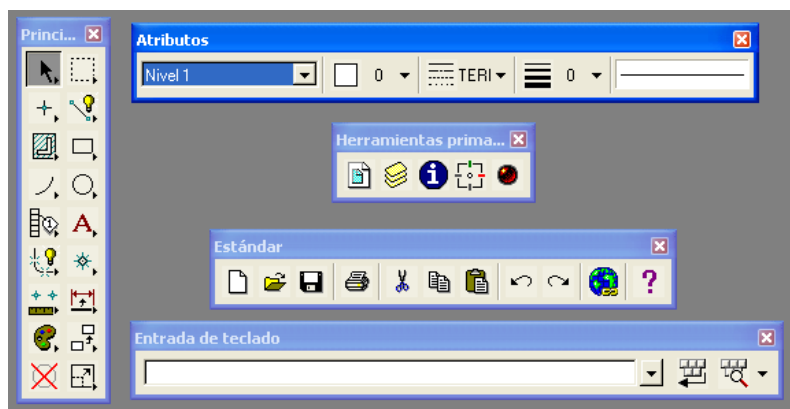 Princi...
Atributos
Nivel 1 0 TERI 0
Herramientas prima...
Estándar
Entrada de teclado